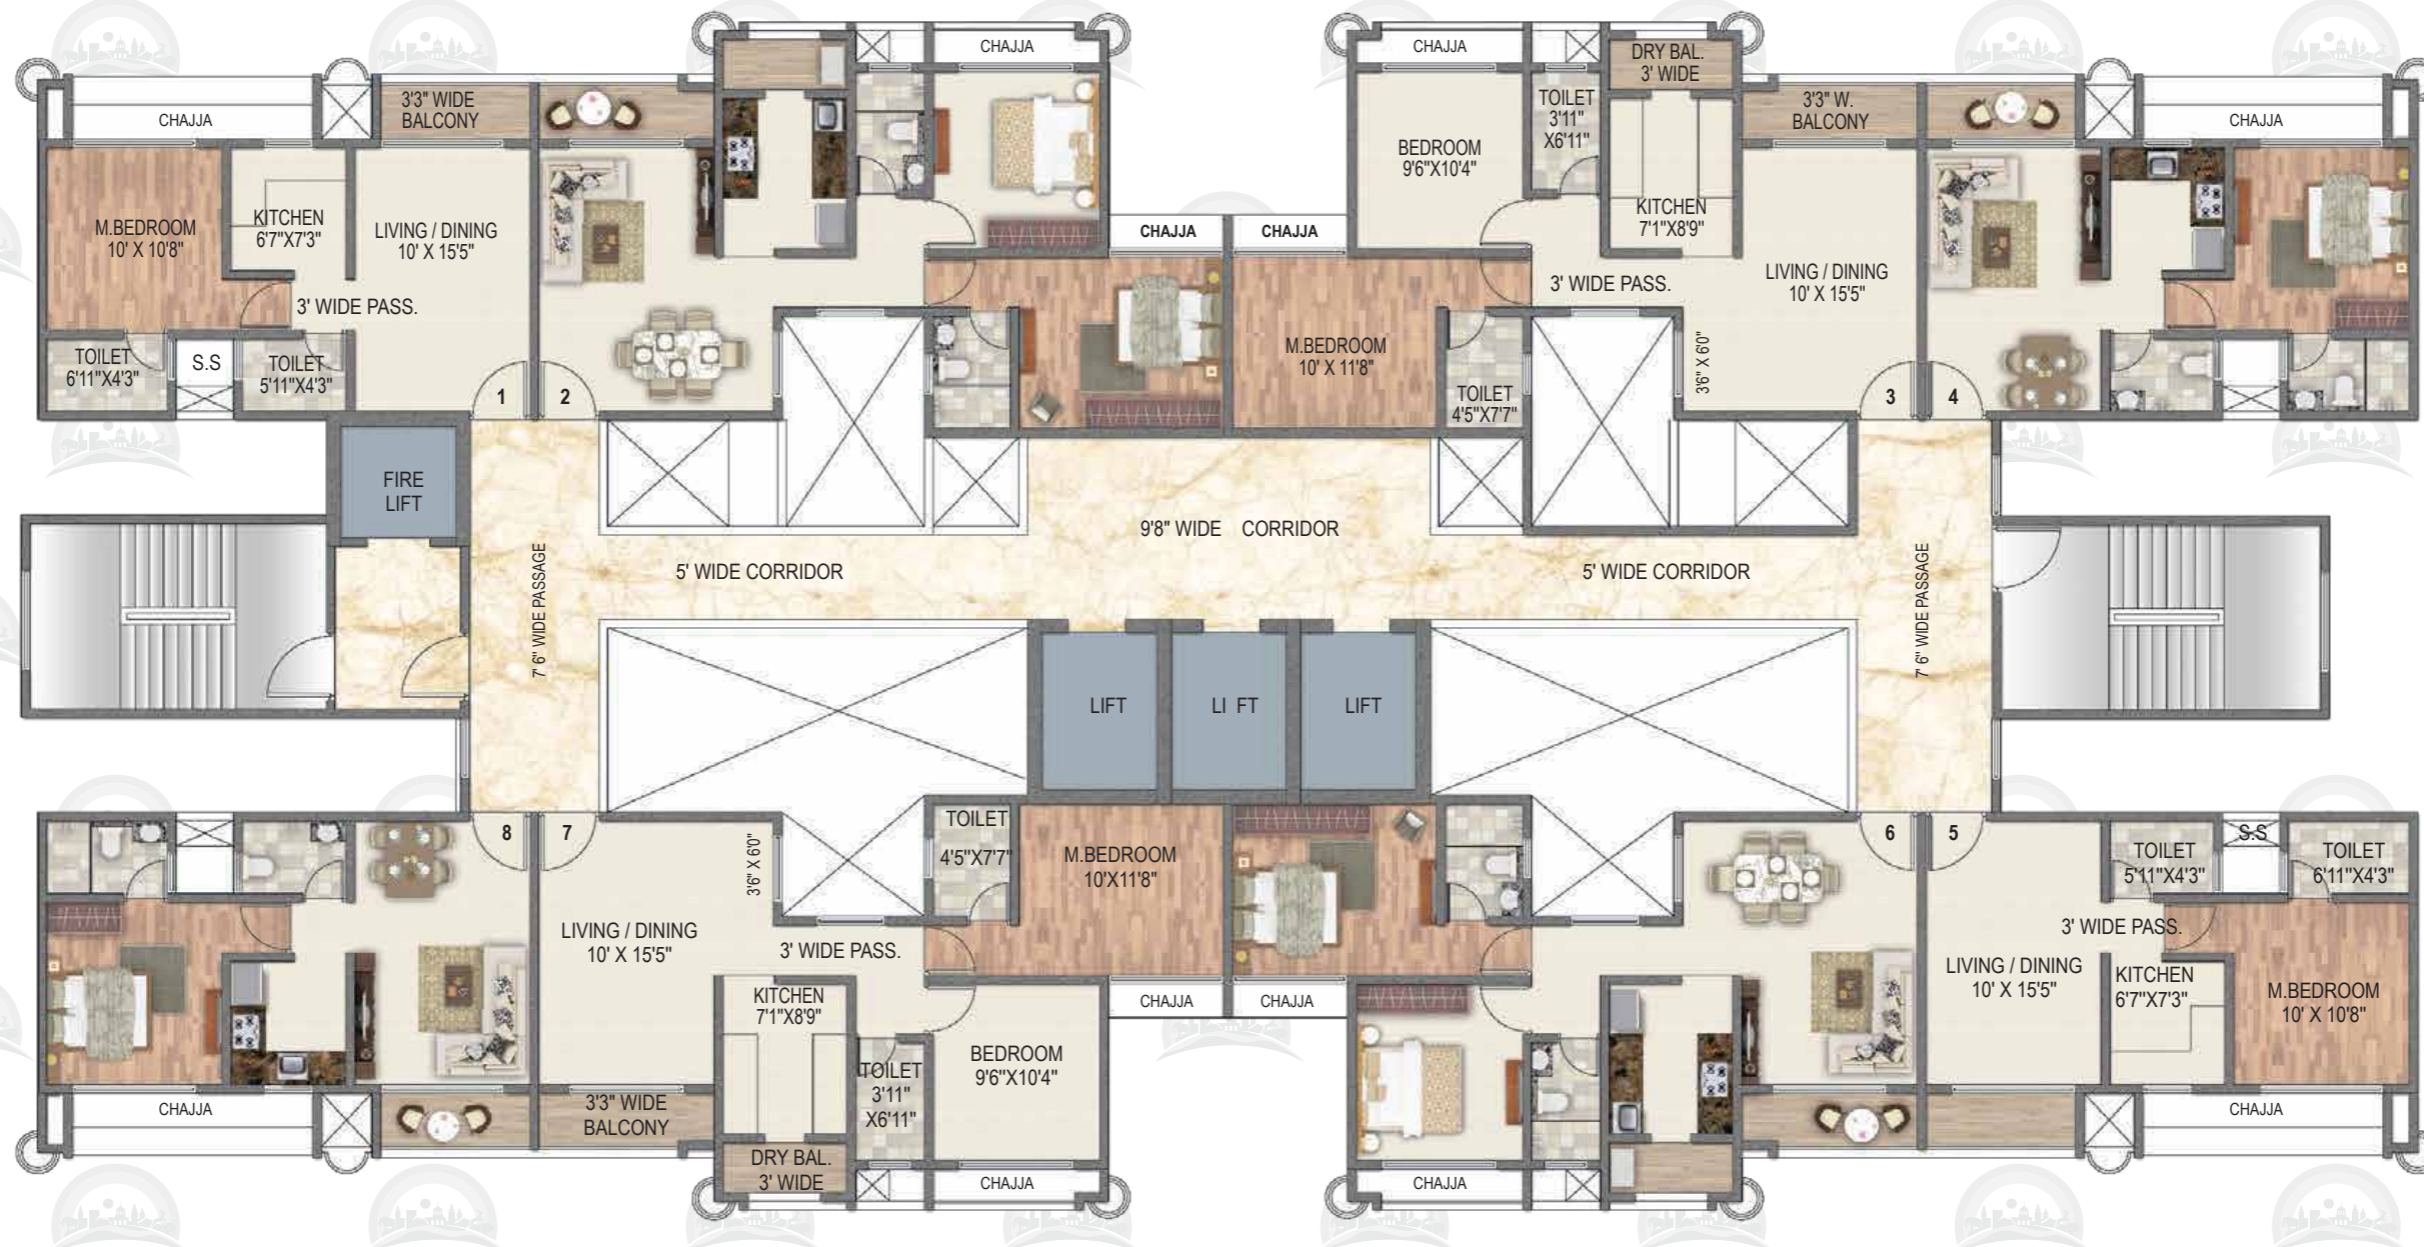 CHAJJA
CHAJJA
DRY BAL.
3' WIDE
CHAJJA
3'3" WIDE
BALCONY
TOILET
3'11"
X6'11"
3'3" W.
BALCONY
CHAJJA
BEDROOM
9'6"X10'4"
M.BEDROOM
10' X 10'8"
KITCHEN
6'7"X7'3"
LIVING / DINING
10' X 15'5"
CHAJJA
CHAJJA
KITCHEN
7'1"X8'9"
LIVING / DINING
10' X 15'5"
3' WIDE PASS.
3' WIDE PASS.
TOILET
6'11"X4'3"
S.S
TOILET
5'11"X4'3"
M.BEDROOM
10' X 11'8"
3'6" X 6'0"
TOILET
4'5"X7'7"
1
2
3
4
FIRE
LIFT
9'8" WIDE CORRIDOR
5' WIDE CORRIDOR
5' WIDE CORRIDOR
7' 6" WIDE PASSAGE
7' 6" WIDE PASSAGE
LIFT
LI FT
LIFT
8
7
6
5
3'6" X 6'0"
TOILET
4'5"X7'7"
M.BEDROOM
10'X11'8"
TOILET
5'11"X4'3"
S.S
TOILET
6'11"X4'3"
LIVING / DINING
10' X 15'5"
3' WIDE PASS.
3' WIDE PASS.
LIVING / DINING
10' X 15'5"
KITCHEN
6'7"X7'3"
M.BEDROOM
10' X 10'8"
KITCHEN
7'1"X8'9"
CHAJJA
CHAJJA
TOILET
3'11"
X6'11"
BEDROOM
9'6"X10'4"
CHAJJA
3'3" WIDE
BALCONY
CHAJJA
DRY BAL.
3' WIDE
CHAJJA
CHAJJA